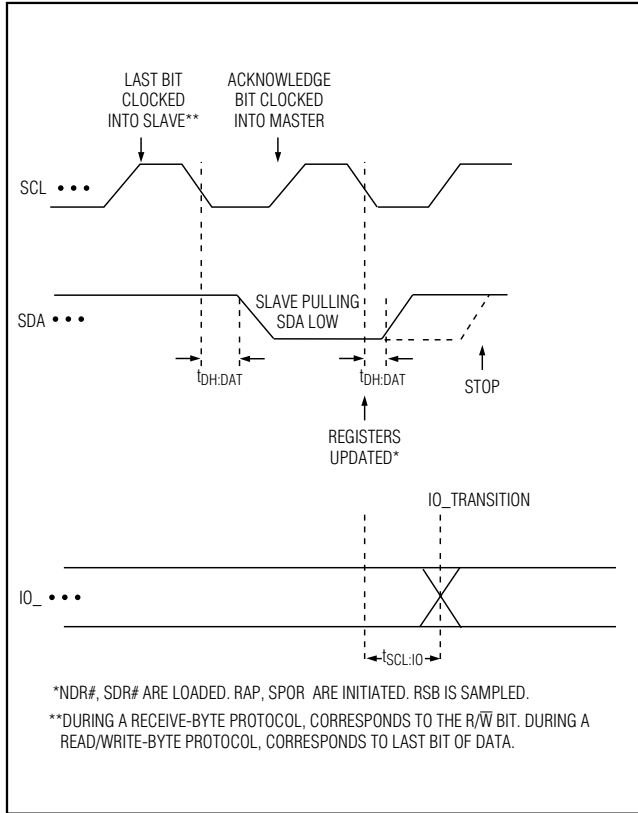 LAST BIT
CLOCKED
INTO SLAVE**
ACKNOWLEDGE
BIT CLOCKED
INTO MASTER
SCL •••
SDA •••
SLAVE PULLING
SDA LOW
tDH:DAT
tDH:DAT
STOP
REGISTERS
UPDATED*
IO_TRANSITION
IO_ •••
tSCL:IO
*NDR#, SDR# ARE LOADED. RAP, SPOR ARE INITIATED. RSB IS SAMPLED.
**DURING A RECEIVE-BYTE PROTOCOL, CORRESPONDS TO THE R/W̅ BIT. DURING A
READ/WRITE-BYTE PROTOCOL, CORRESPONDS TO LAST BIT OF DATA.